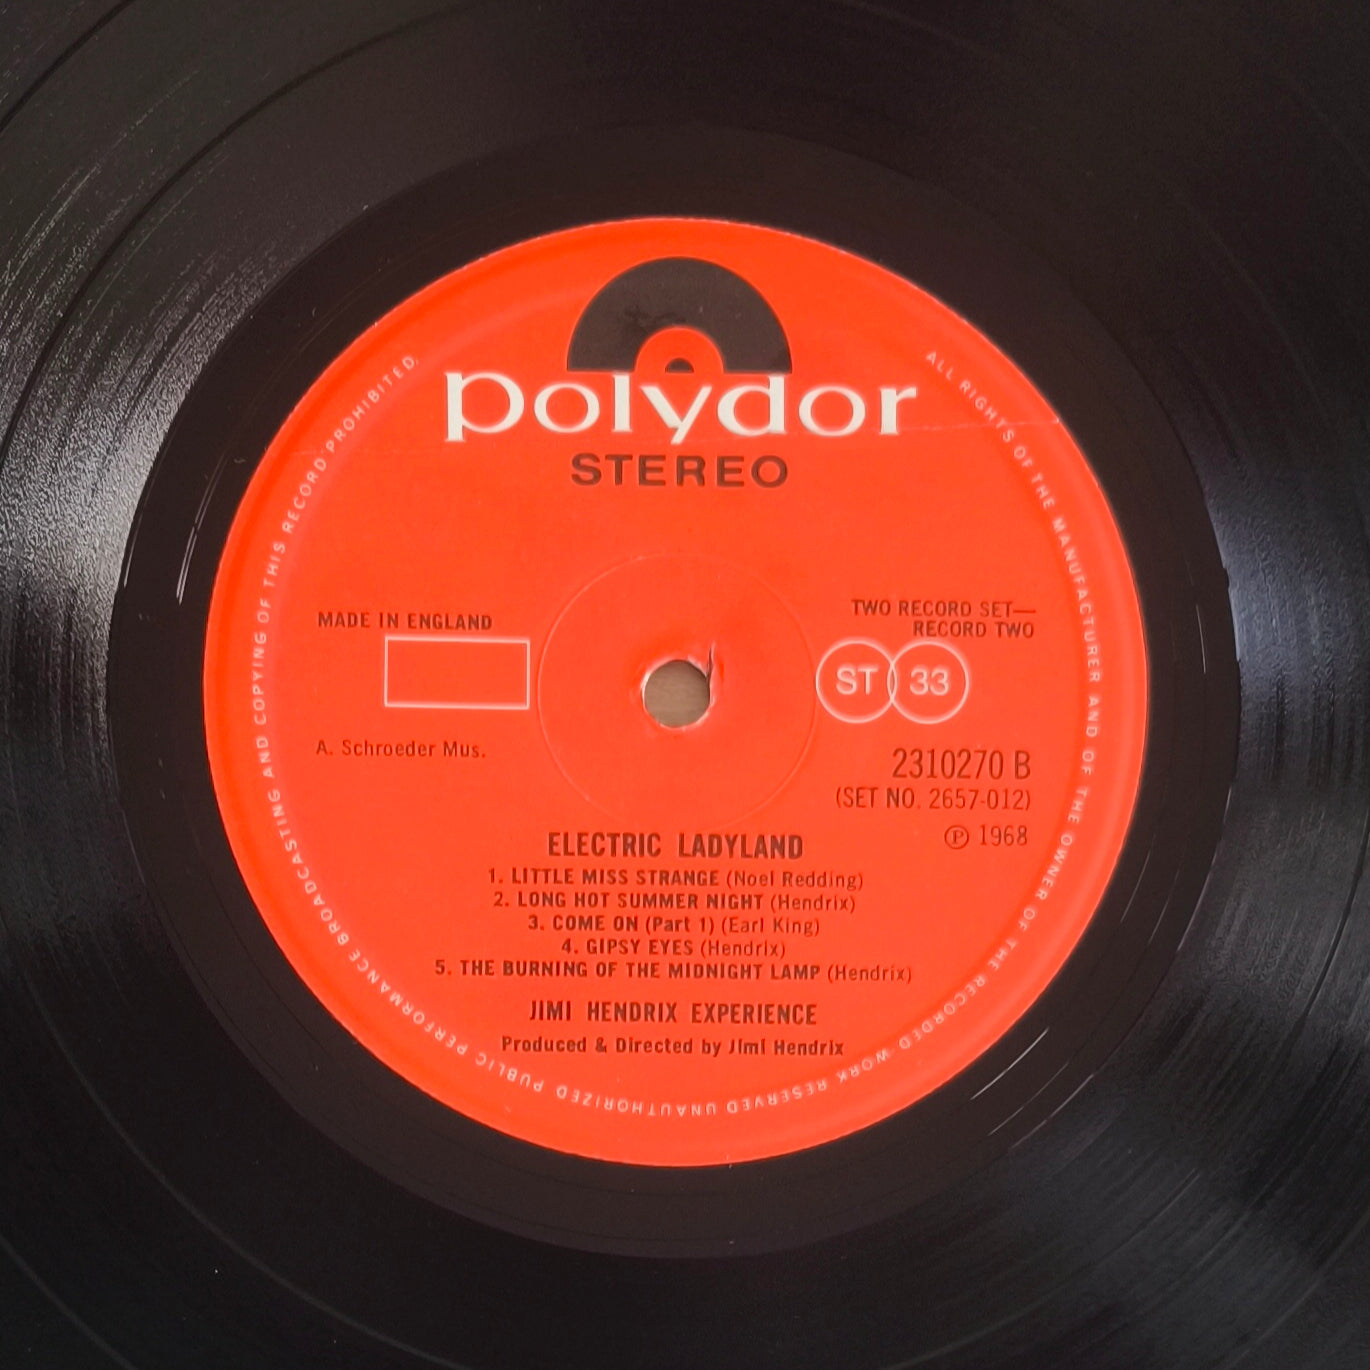 polydor
STEREO
ALL RIGHTS OF THE MANUFACTURER AND OF THE OWNER OF THE RECORDED WORK RESERVED UNAUTHORIZED PUBLIC PERFORMANCE BROADCASTING AND COPYING OF THIS RECORD PROHIBITED
MADE IN ENGLAND
TWO RECORD SET—
RECORD TWO
ST 33
A. Schroeder Mus.
2310270 B
(SET NO. 2657-012)
℗ 1968
ELECTRIC LADYLAND
1. LITTLE MISS STRANGE (Noel Redding)
2. LONG HOT SUMMER NIGHT (Hendrix)
3. COME ON (Part 1) (Earl King)
4. GIPSY EYES (Hendrix)
5. THE BURNING OF THE MIDNIGHT LAMP (Hendrix)
JIMI HENDRIX EXPERIENCE
Produced & Directed by Jimi Hendrix